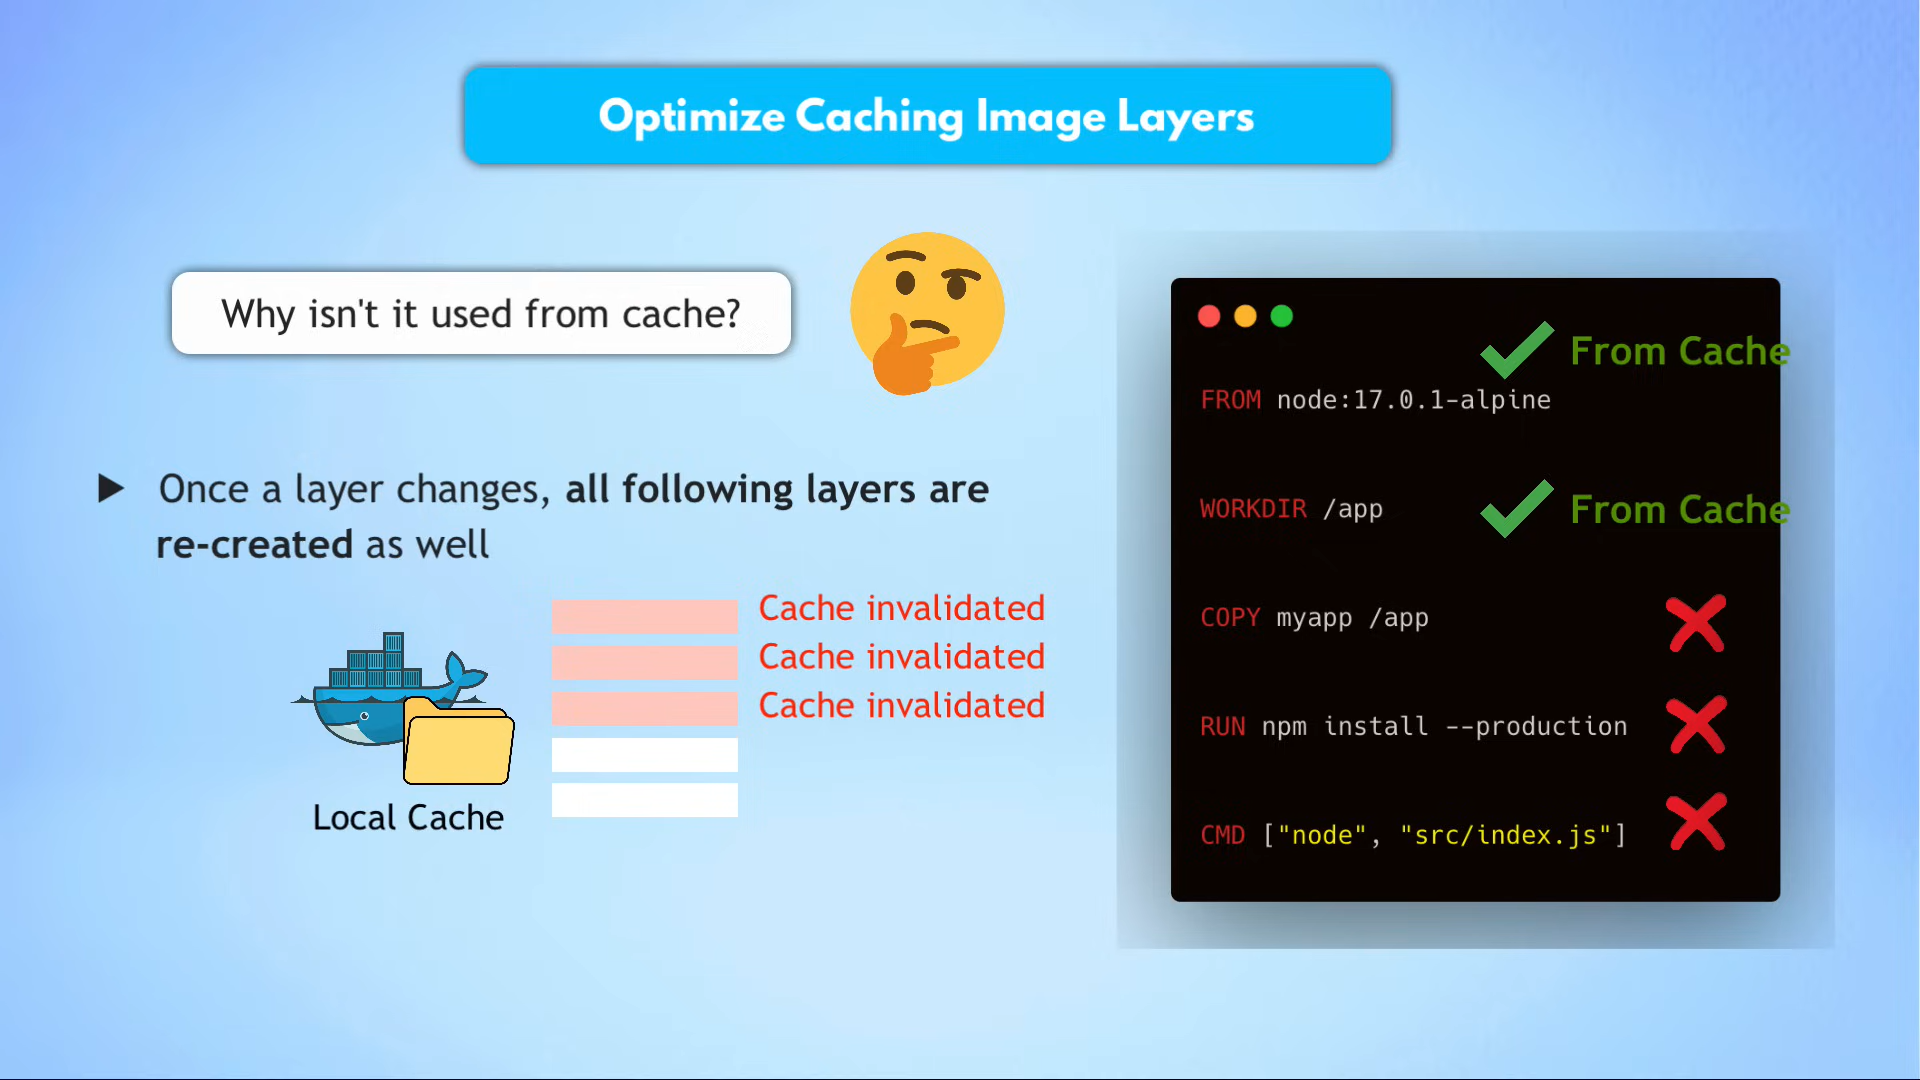 Optimize Caching Image Layers
Why isn't it used from cache?
Once a layer changes, all following layers are
re-created as well
Cache invalidated
Cache invalidated
Cache invalidated
Local Cache
From Cache
FROM node:17.0.1-alpine
WORKDIR /app
From Cache
COPY myapp /app
RUN npm install --production
CMD ["node", "src/index.js"]